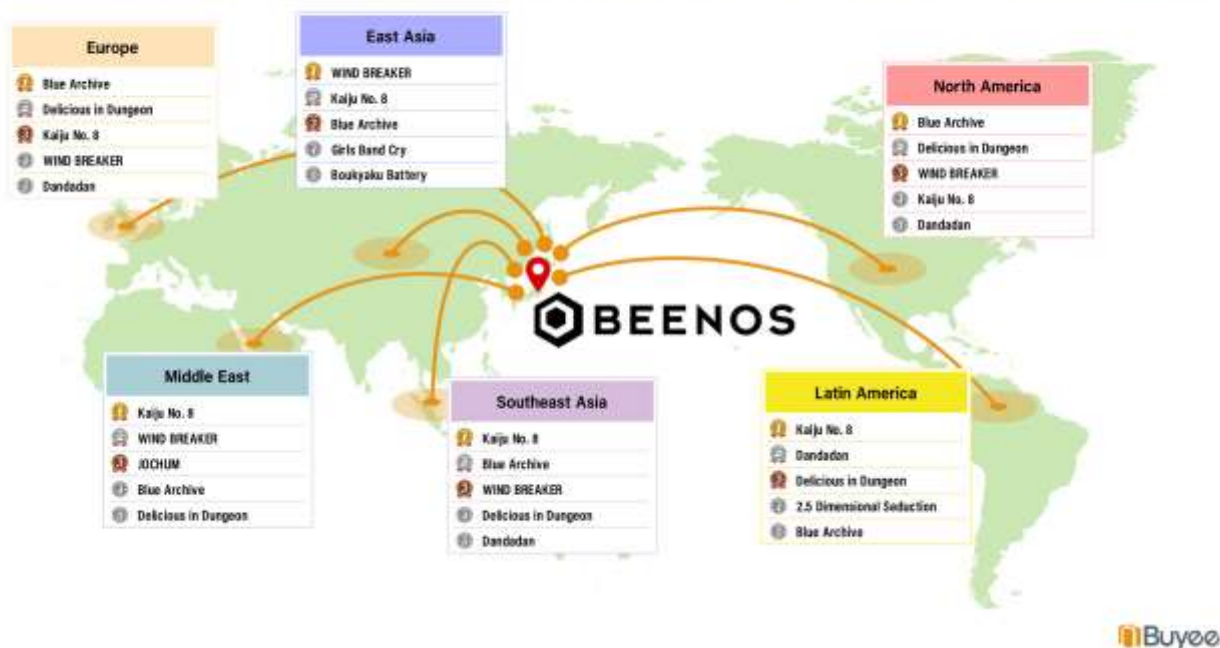 Europe
Blue Archive
Delicious in Dungeon
Kaiju No. 8
WIND BREAKER
Dandadan
East Asia
WIND BREAKER
Kaiju No. 8
Blue Archive
Girls Band Cry
Boukyaku Battery
North America
Blue Archive
Delicious in Dungeon
WIND BREAKER
Kaiju No. 8
Dandadan
BEENOS
Middle East
Kaiju No. 8
WIND BREAKER
JOCHUM
Blue Archive
Delicious in Dungeon
Southeast Asia
Kaiju No. 8
Blue Archive
WIND BREAKER
Delicious in Dungeon
Dandadan
Latin America
Kaiju No. 8
Dandadan
Delicious in Dungeon
2.5 Dimensional Seduction
Blue Archive
Buyee